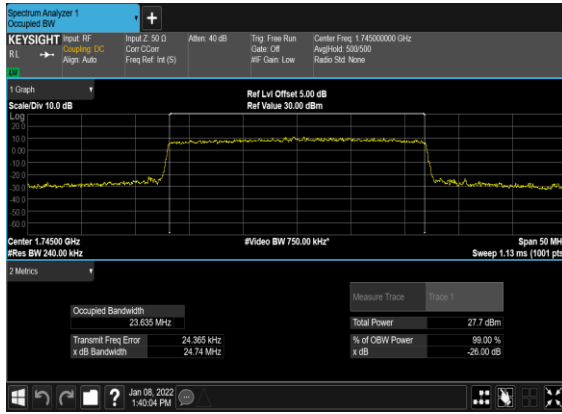 Spectrum Analyzer 1
Occupied BW
+
KEYSIGHT
RL
Input: RF
Coupling: DC
Align: Auto
Input Z: 50 Ω
Corr CCorr
Freq Ref: Int (S)
Atten: 40 dB
Trig: Free Run
Gate: Off
#IF Gain: Low
Center Freq: 1.745000000 GHz
Avg|Hold: 500/500
Radio Std: None
1 Graph
Scale/Div 10.0 dB
Ref Lvl Offset 5.00 dB
Ref Value 30.00 dBm
Log
20.0
10.0
0.00
-10.0
-20.0
-30.0
-40.0
-50.0
-60.0
Center 1.74500 GHz
#Res BW 240.00 kHz
#Video BW 750.00 kHz*
Span 50 MH
Sweep 1.13 ms (1001 pts
2 Metrics
Measure Trace Trace 1
Occupied Bandwidth
23.635 MHz
Total Power 27.7 dBm
Transmit Freq Error 24.365 kHz
% of OBW Power 99.00 %
x dB Bandwidth 24.74 MHz
x dB -26.00 dB
?
Jan 08, 2022
1:40:04 PM